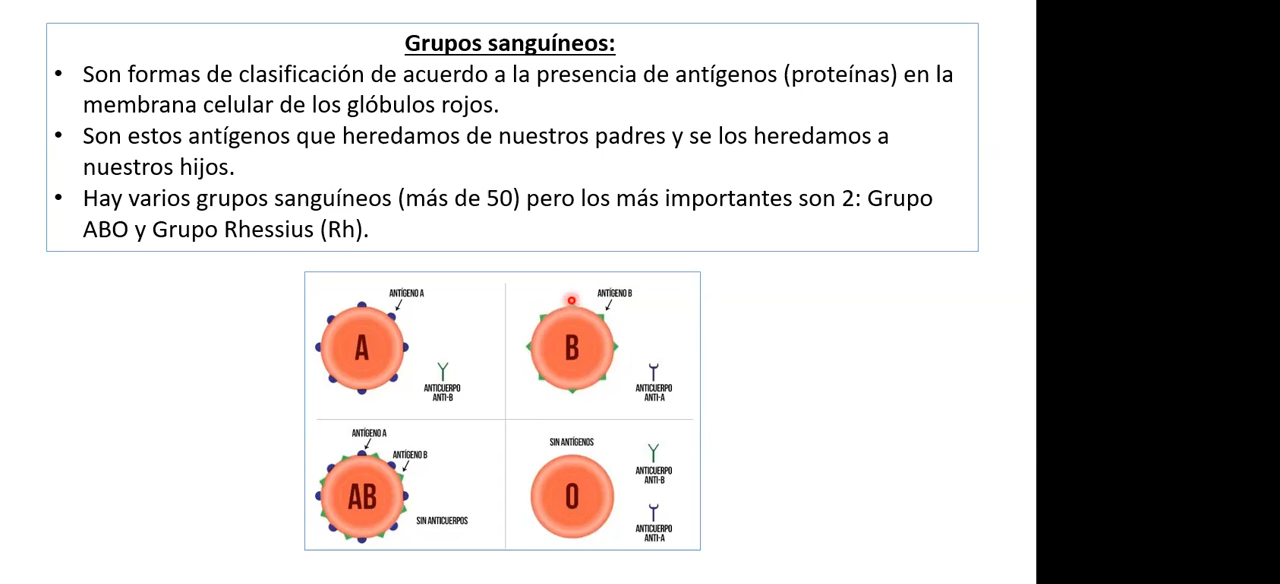 Grupos sanguíneos:
• Son formas de clasificación de acuerdo a la presencia de antígenos (proteínas) en la
membrana celular de los glóbulos rojos.
• Son estos antígenos que heredamos de nuestros padres y se los heredamos a
nuestros hijos.
• Hay varios grupos sanguíneos (más de 50) pero los más importantes son 2: Grupo
ABO y Grupo Rhessius (Rh).
ANTÍGENO A
A
ANTICUERPO
ANTI-B
ANTÍGENO B
B
ANTICUERPO
ANTI-A
ANTÍGENO A
ANTÍGENO B
AB
SIN ANTICUERPOS
SIN ANTÍGENOS
O
ANTICUERPO
ANTI-B
ANTICUERPO
ANTI-A